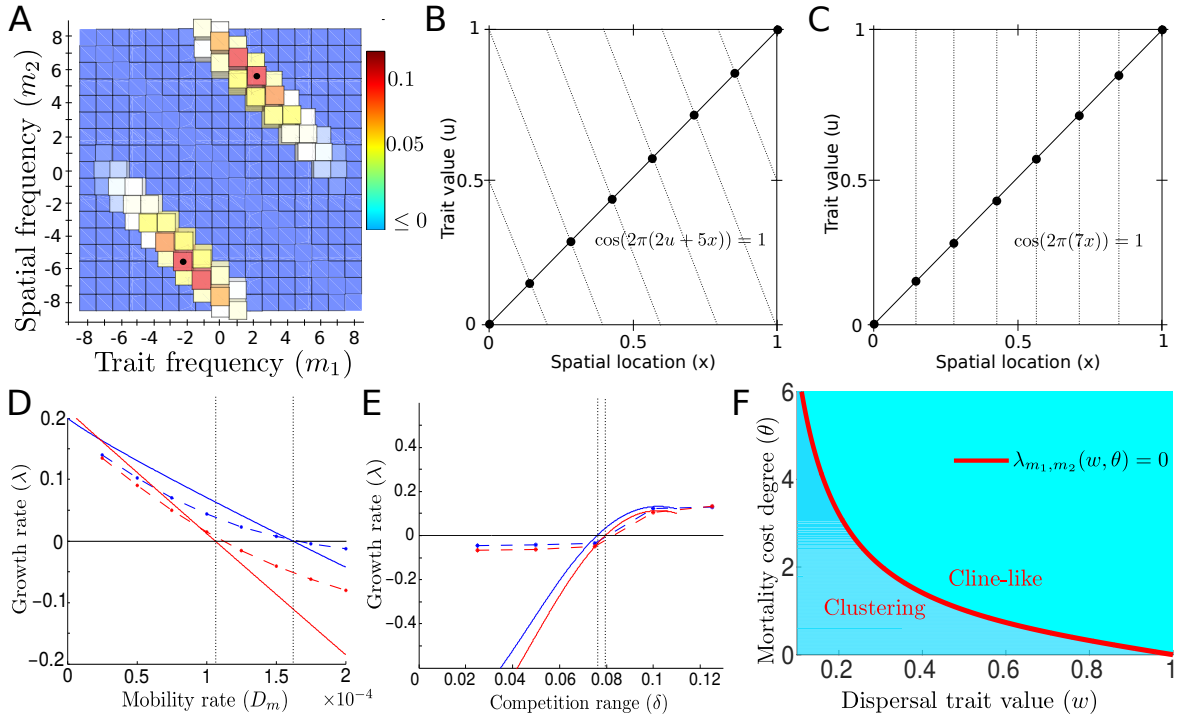 A
Spatial frequency (m2)
8
6
4
2
0
-2
-4
-6
-8
-8 -6 -4 -2 0 2 4 6 8
Trait frequency (m1)
0.1
0.05
≤ 0
B
Trait value (u)
1
0.5
0
0 0.5 1
Spatial location (x)
cos(2π(2u + 5x)) = 1
C
Trait value (u)
1
0.5
0
0 0.5 1
Spatial location (x)
cos(2π(7x)) = 1
D
Growth rate (λ)
0.2
0.1
0
−0.1
−0.2
0 1 2
Mobility rate (Dm) ×10⁻⁴
E
Growth rate (λ)
0.4
0.2
0
−0.2
−0.4
0.00 0.02 0.04 0.06 0.08 0.10 0.12
Competition range (δ)
F
Mortality cost degree (θ)
6
4
2
0
λm1,m2(w, θ) = 0
Cline-like
Clustering
0.2 0.4 0.6 0.8 1
Dispersal trait value (w)